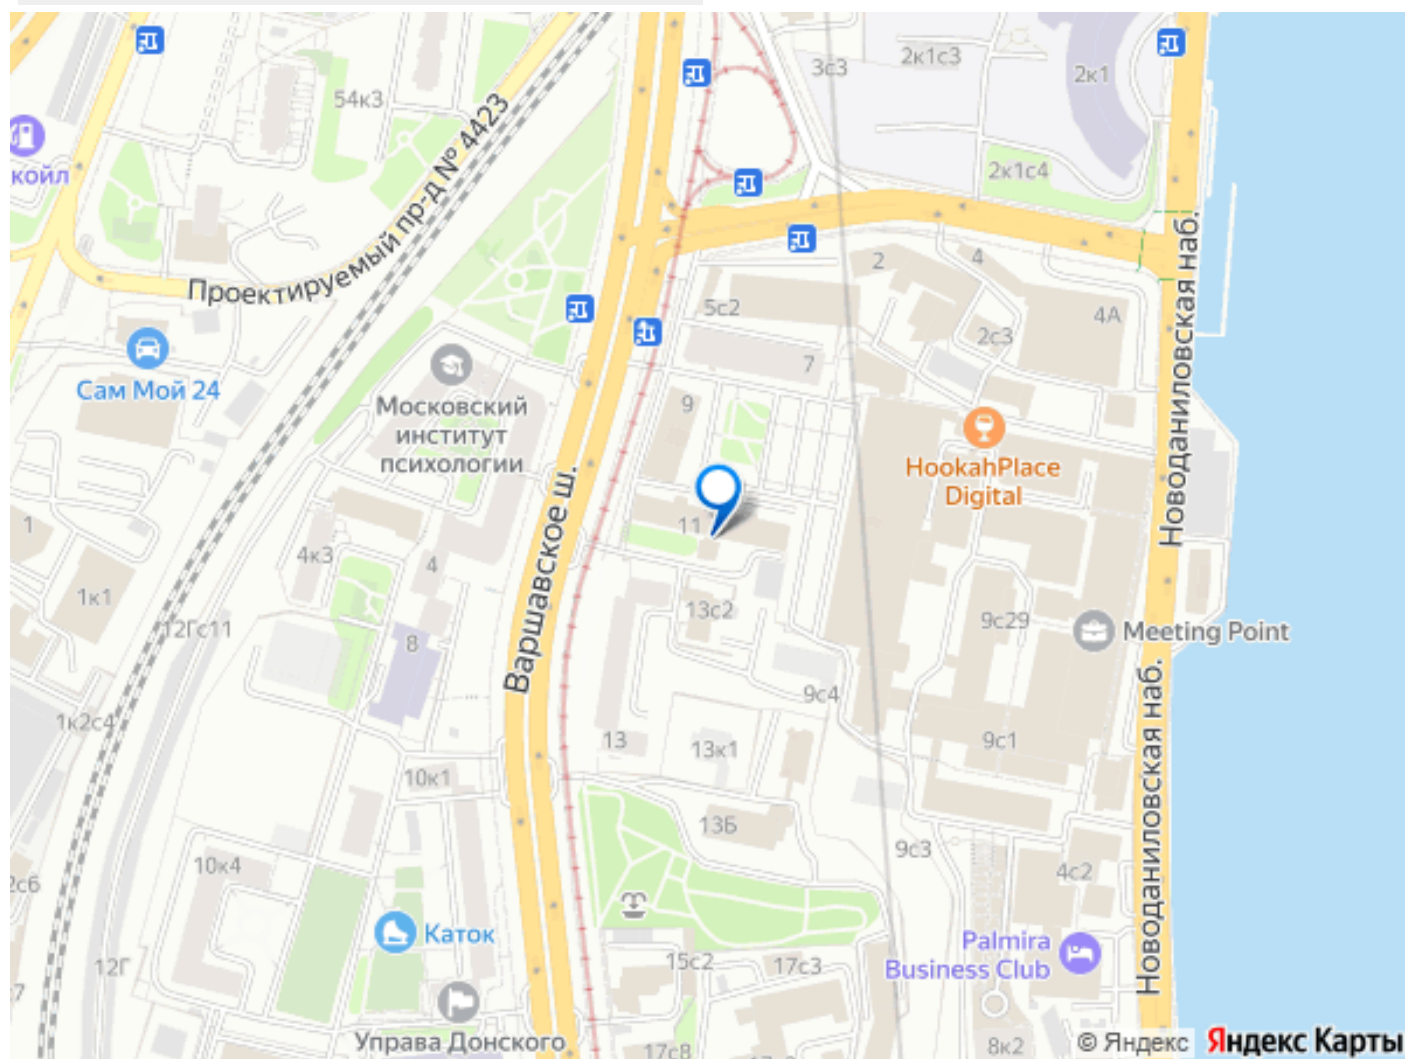 3с3
2к1с3
2к1
54к3
Проектируемый пр-д № 4423
койл
2к1с4
Новоданиловская наб.
2
4
5с2
4А
2с3
7
Сам Мой 24
Московский
институт
психологии
9
HookahPlace
Digital
Варшавское ш.
11
1
4к3
4
1к1
13с2
9с29
Meeting Point
12Гс11
8
9с4
1к2с4
13
13к1
9с1
Новоданиловская наб.
10к1
13Б
9с3
10к4
4с2
2с6
Каток
Palmira
Business Club
15с2
17с3
12Г
7
Управа Донского
17с8
8к2
© Яндекс
Яндекс Карты